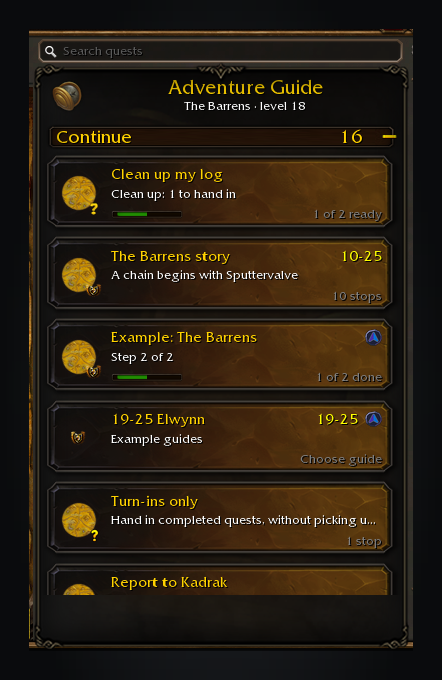 Search quests
Adventure Guide
The Barrens · level 18
Continue 16
Clean up my log
Clean up: 1 to hand in
1 of 2 ready
The Barrens story 10-25
A chain begins with Sputtervalve
10 stops
Example: The Barrens
Step 2 of 2
1 of 2 done
19-25 Elwynn 19-25
Example guides
Choose guide
Turn-ins only
Hand in completed quests, without picking u...
1 stop
Report to Kadrak